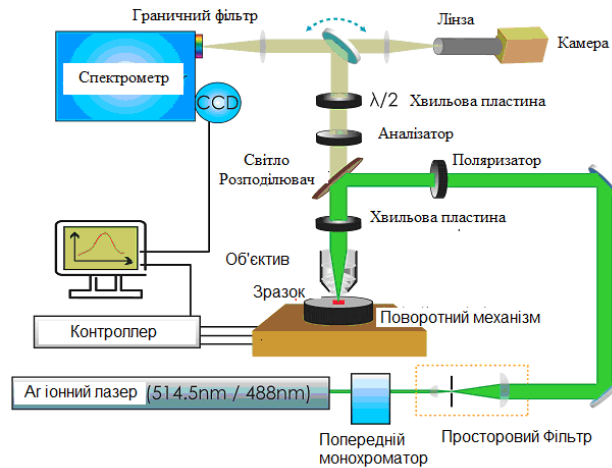 Граничний фільтр
Лінза
Камера
Спектрометр
CCD
λ/2 Хвильова пластина
Аналізатор
Світло
Розподілювач
Поляризатор
Хвильова пластина
Об'єктив
Зразок
Поворотний механізм
Контроллер
Ar іонний лазер (514.5nm / 488nm)
Попередній
монохроматор
Просторовий Фільтр